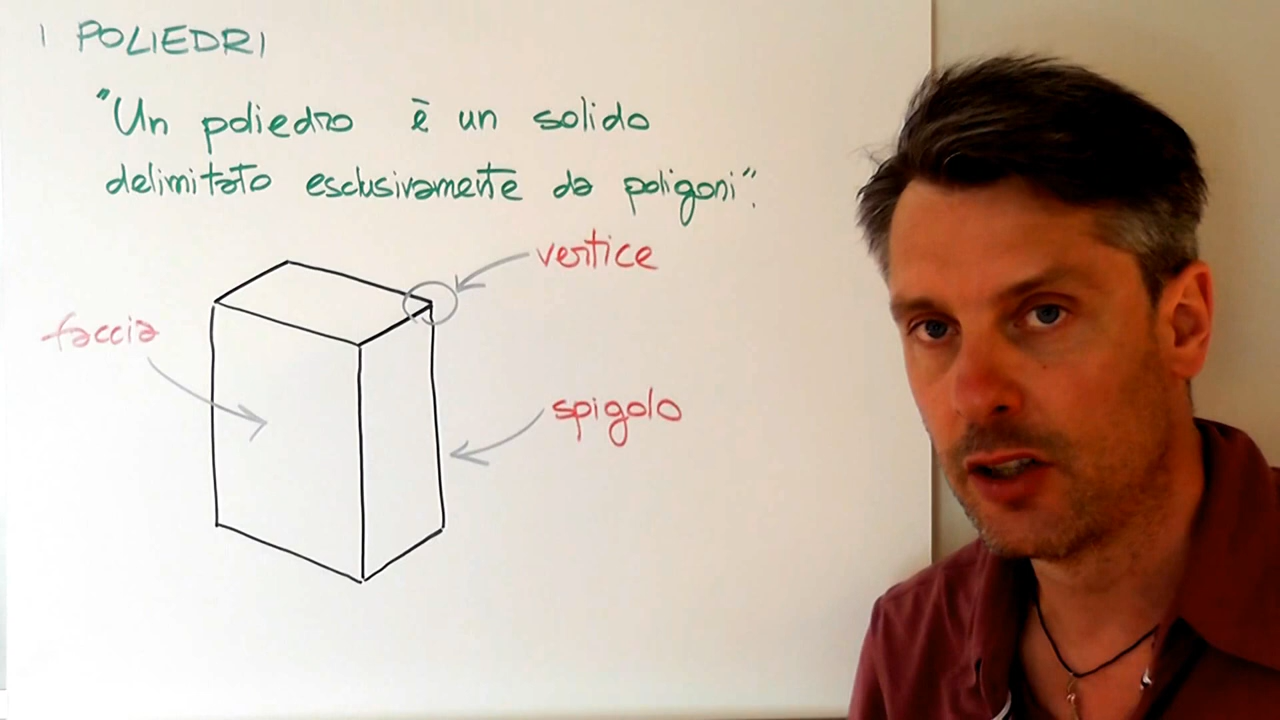 I POLIEDRI
"Un poliedro è un solido
delimitato esclusivamente da poligoni".
vertice
faccia
spigolo